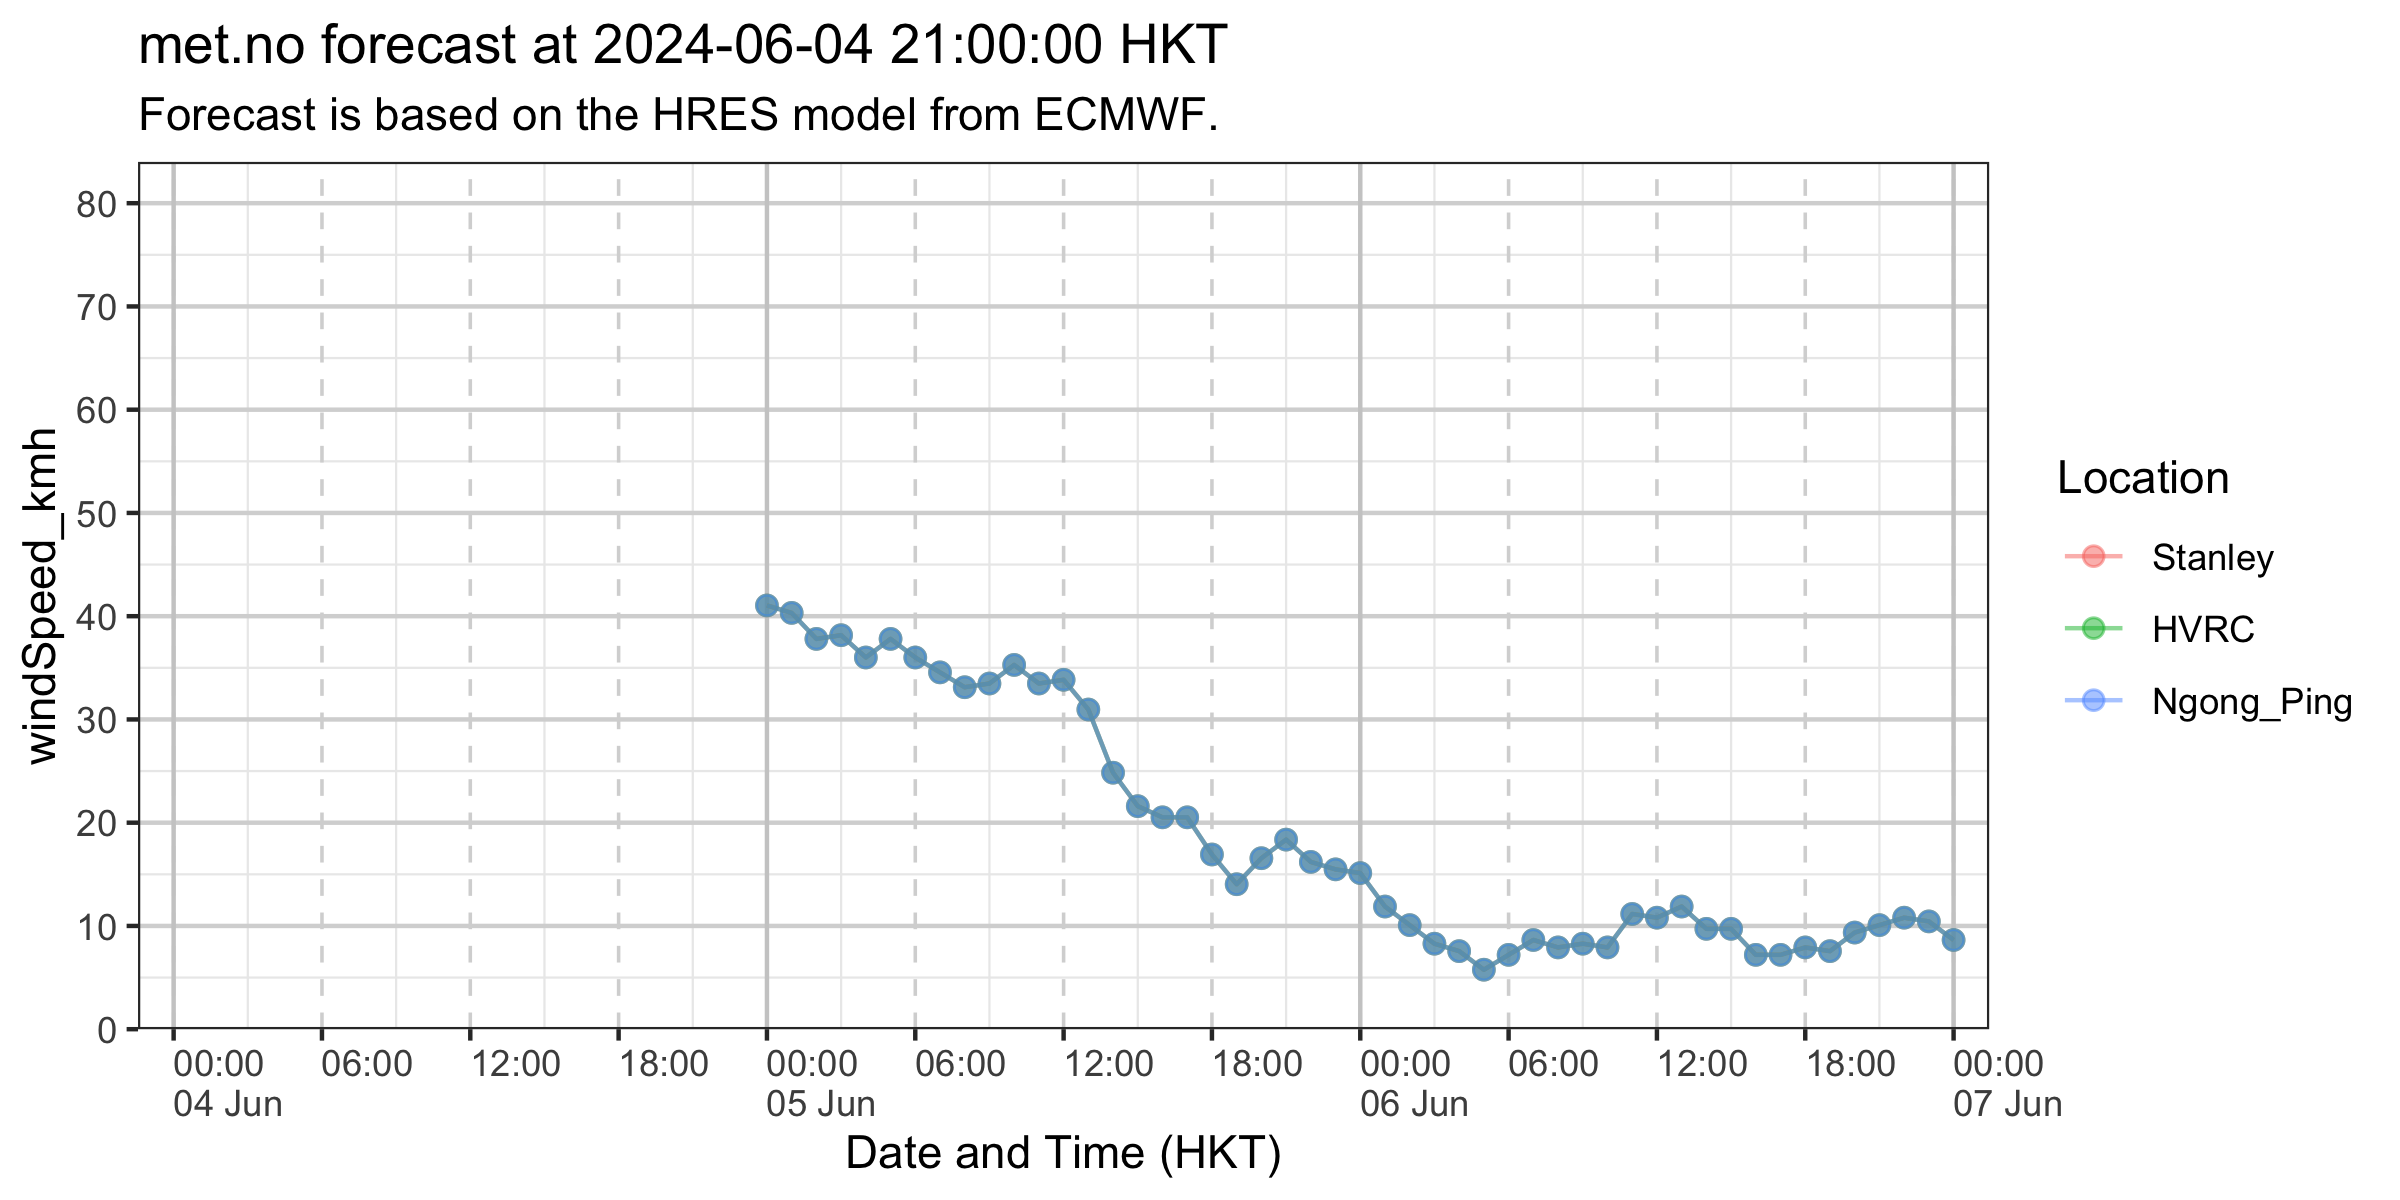 met.no forecast at 2024-06-04 21:00:00 HKT
Forecast is based on the HRES model from ECMWF.
windSpeed_kmh
80
70
60
50
40
30
20
10
0
00:00 06:00 12:00 18:00 00:00 06:00 12:00 18:00 00:00 06:00 12:00 18:00 00:00
04 Jun 05 Jun 06 Jun 07 Jun
Date and Time (HKT)
Location
Stanley
HVRC
Ngong_Ping